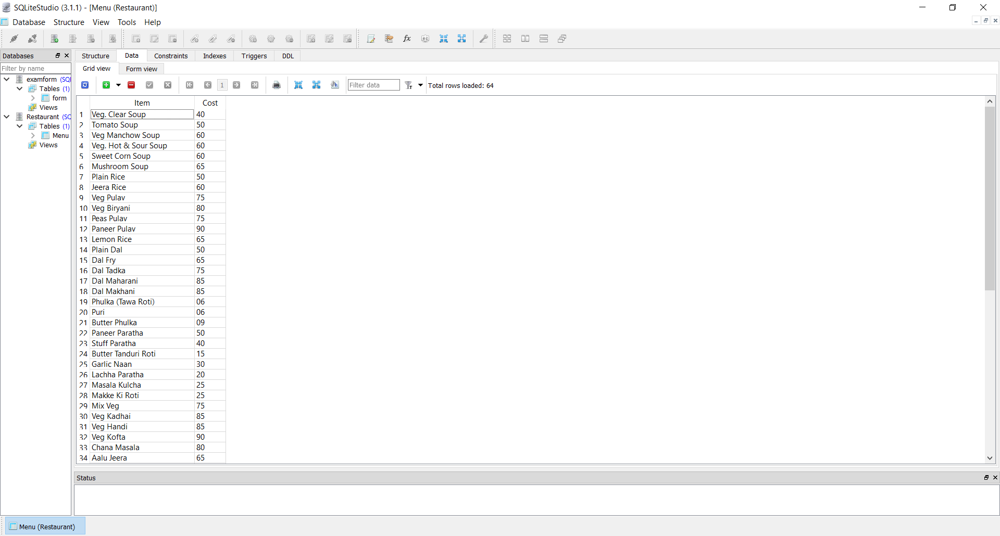 SQLiteStudio (3.1.1) - [Menu (Restaurant)]
Database Structure View Tools Help
Databases
Filter by name
examform (SQl
Tables (1)
form
Views
Restaurant (SQ
Tables (1)
Menu
Views
Structure Data Constraints Indexes Triggers DDL
Grid view Form view
1 Filter data Total rows loaded: 64
Item Cost
1 Veg. Clear Soup 40
2 Tomato Soup 50
3 Veg Manchow Soup 60
4 Veg. Hot & Sour Soup 60
5 Sweet Corn Soup 60
6 Mushroom Soup 65
7 Plain Rice 50
8 Jeera Rice 60
9 Veg Pulav 75
10 Veg Biryani 80
11 Peas Pulav 75
12 Paneer Pulav 90
13 Lemon Rice 65
14 Plain Dal 50
15 Dal Fry 65
16 Dal Tadka 75
17 Dal Maharani 85
18 Dal Makhani 85
19 Phulka (Tawa Roti) 06
20 Puri 06
21 Butter Phulka 09
22 Paneer Paratha 50
23 Stuff Paratha 40
24 Butter Tanduri Roti 15
25 Garlic Naan 30
26 Lachha Paratha 20
27 Masala Kulcha 25
28 Makke Ki Roti 25
29 Mix Veg 75
30 Veg Kadhai 85
31 Veg Handi 85
32 Veg Kofta 90
33 Chana Masala 80
34 Aalu Jeera 65
Status
Menu (Restaurant)